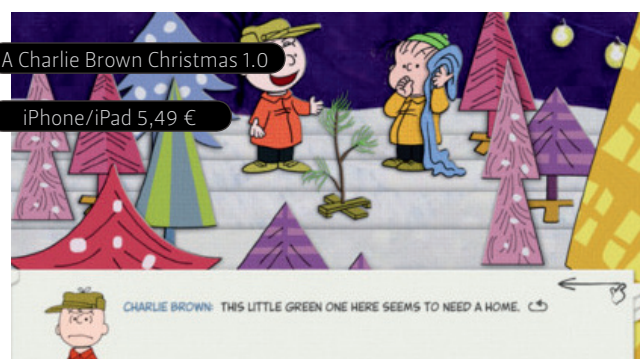 A Charlie Brown Christmas 1.0
iPhone/iPad 5,49 €
CHARLIE BROWN: THIS LITTLE GREEN ONE HERE SEEMS TO NEED A HOME.